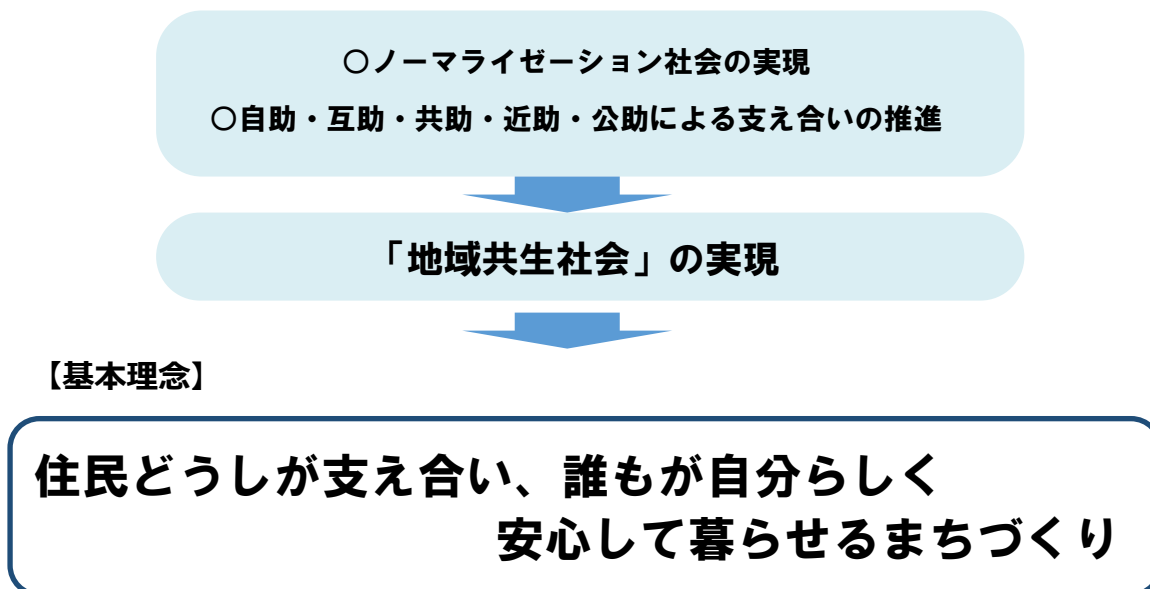 〇ノーマライゼーション社会の実現
〇自助・互助・共助・近助・公助による支え合いの推進
「地域共生社会」の実現
【基本理念】
住民どうしが支え合い、誰もが自分らしく
安心して暮らせるまちづくり